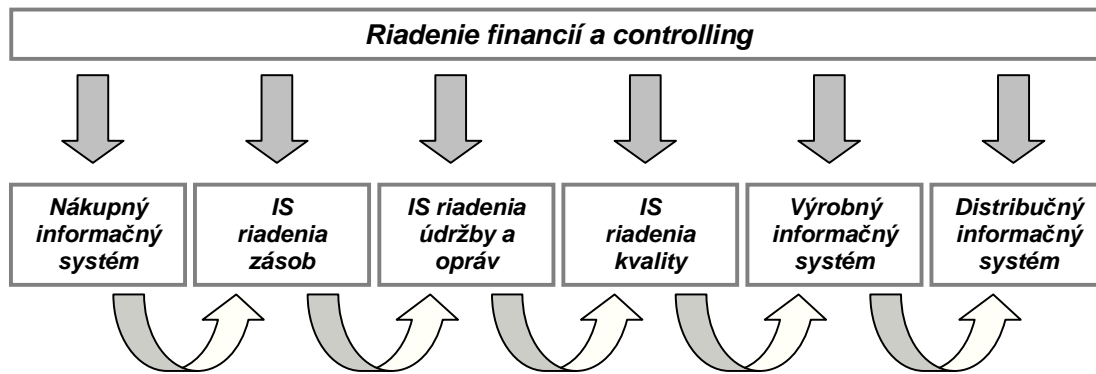 Riadenie financií a controlling
Nákupný
informačný
systém
IS
riadenia
zásob
IS riadenia
údržby a
opráv
IS
riadenia
kvality
Výrobný
informačný
systém
Distribučný
informačný
systém